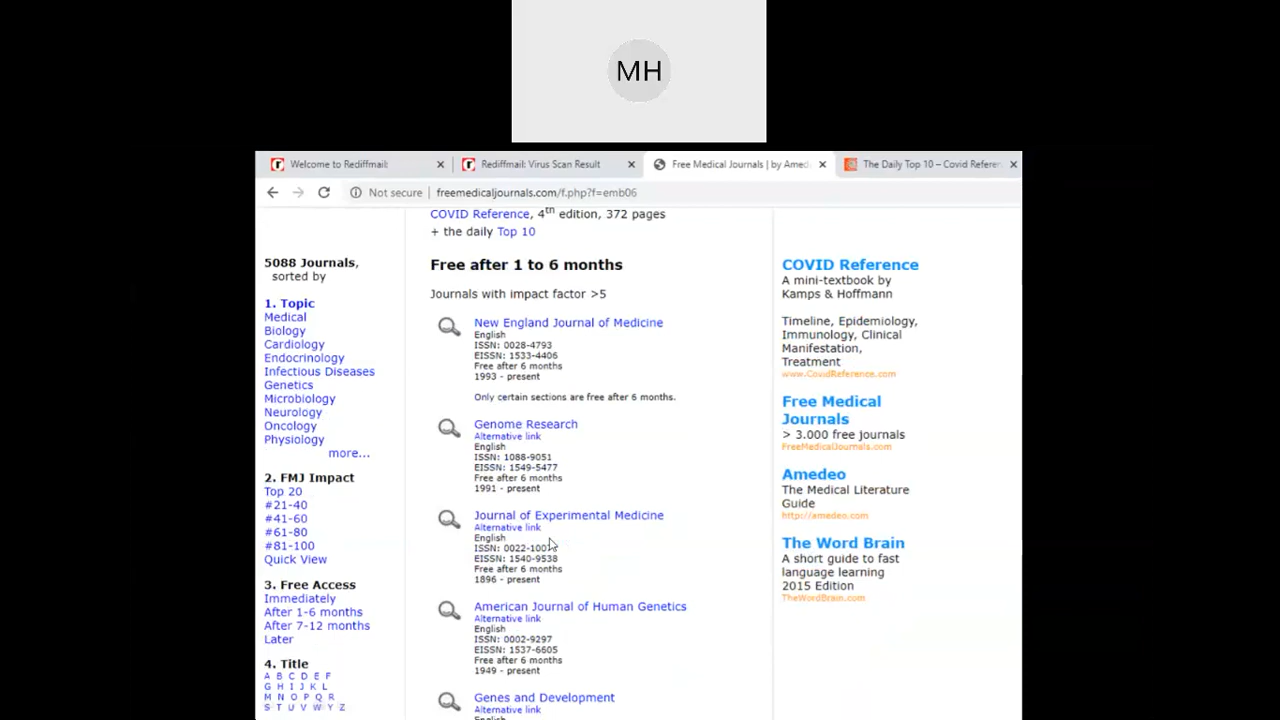 MH
Welcome to Rediffmail:
Rediffmail: Virus Scan Result
Free Medical Journals | by Amed
The Daily Top 10 – Covid Referen
Not secure
freemedicaljournals.com/f.php?f=emb06
COVID Reference, 4th edition, 372 pages
+ the daily Top 10
5088 Journals,
sorted by
1. Topic
Medical
Biology
Cardiology
Endocrinology
Infectious Diseases
Genetics
Microbiology
Neurology
Oncology
Physiology
more...
2. FMJ Impact
Top 20
#21-40
#41-60
#61-80
#81-100
Quick View
3. Free Access
Immediately
After 1-6 months
After 7-12 months
Later
4. Title
A B C D E F
G H I J K L
M N O P Q R
S T U V W Y Z
Free after 1 to 6 months
Journals with impact factor >5
New England Journal of Medicine
English
ISSN: 0028-4793
EISSN: 1533-4406
Free after 6 months
1993 - present
Only certain sections are free after 6 months.
Genome Research
Alternative link
English
ISSN: 1088-9051
EISSN: 1549-5477
Free after 6 months
1991 - present
Journal of Experimental Medicine
Alternative link
English
ISSN: 0022-1007
EISSN: 1540-9538
Free after 6 months
1896 - present
American Journal of Human Genetics
Alternative link
English
ISSN: 0002-9297
EISSN: 1537-6605
Free after 6 months
1949 - present
Genes and Development
Alternative link
English
COVID Reference
A mini-textbook by
Kamps & Hoffmann
Timeline, Epidemiology,
Immunology, Clinical
Manifestation,
Treatment
www.CovidReference.com
Free Medical
Journals
> 3.000 free journals
FreeMedicalJournals.com
Amedeo
The Medical Literature
Guide
http://amedeo.com
The Word Brain
A short guide to fast
language learning
2015 Edition
TheWordBrain.com